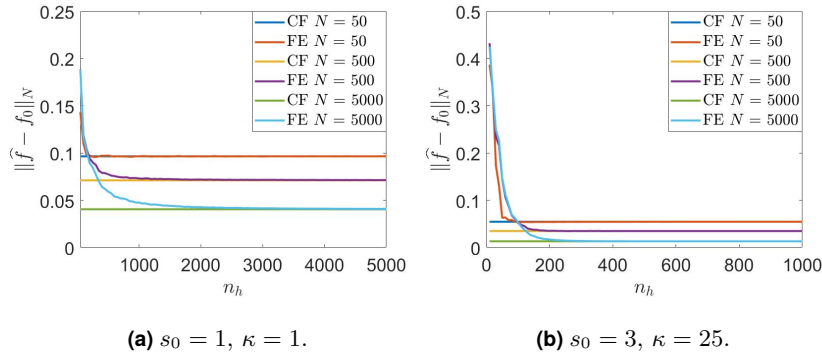 0.25
0.2
0.15
0.1
0.05
0
‖f̂ − f₀‖_N
CF N = 50
FE N = 50
CF N = 500
FE N = 500
CF N = 5000
FE N = 5000
1000 2000 3000 4000 5000
n_h
(a) s₀ = 1, κ = 1.
0.5
0.4
0.3
0.2
0.1
0
‖f̂ − f₀‖_N
CF N = 50
FE N = 50
CF N = 500
FE N = 500
CF N = 5000
FE N = 5000
0 200 400 600 800 1000
n_h
(b) s₀ = 3, κ = 25.